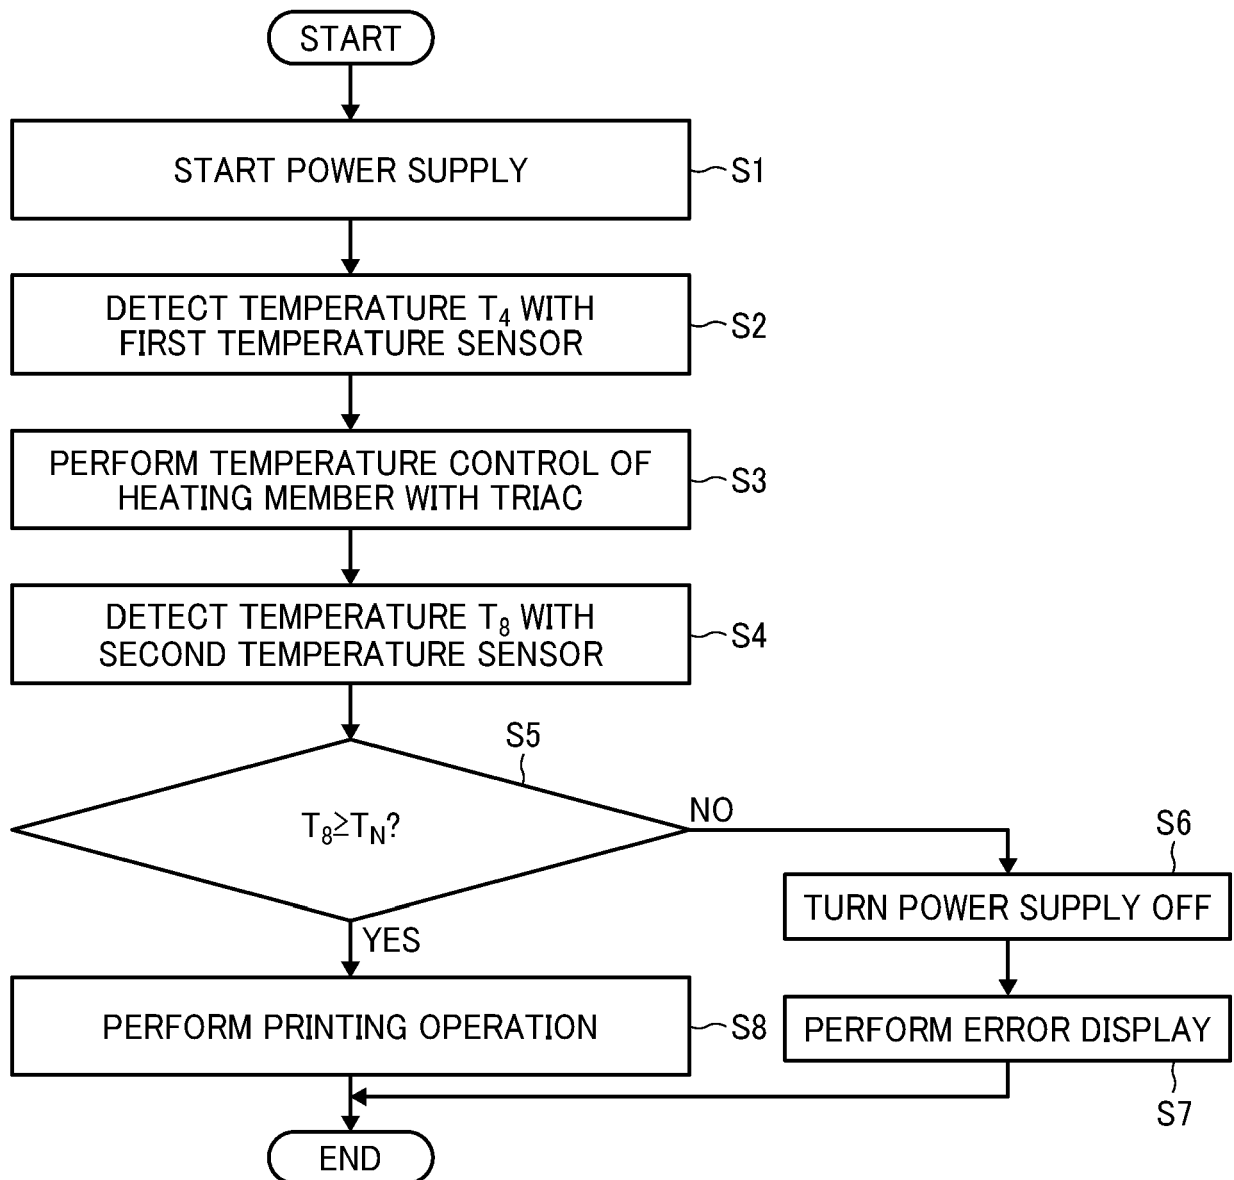 START
START POWER SUPPLY
S1
DETECT TEMPERATURE T₄ WITH
FIRST TEMPERATURE SENSOR
S2
PERFORM TEMPERATURE CONTROL OF
HEATING MEMBER WITH TRIAC
S3
DETECT TEMPERATURE T₈ WITH
SECOND TEMPERATURE SENSOR
S4
S5
T₈≥T_N?
NO
YES
S6
TURN POWER SUPPLY OFF
PERFORM PRINTING OPERATION
S8
PERFORM ERROR DISPLAY
S7
END